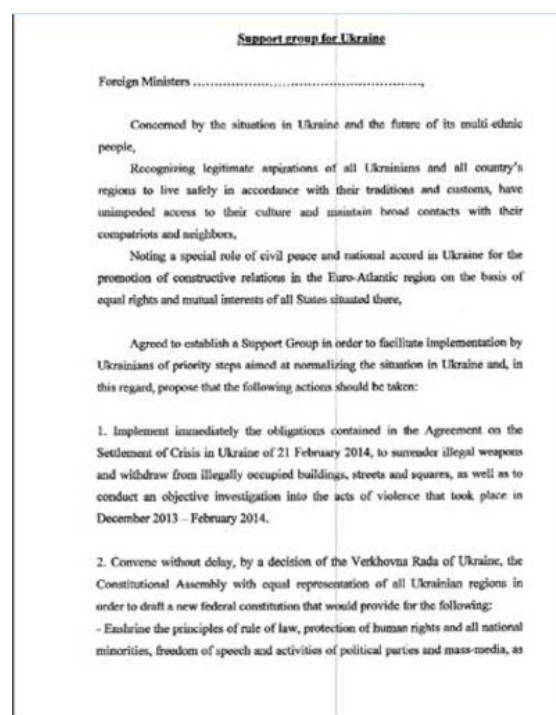 Support group for Ukraine
Foreign Ministers ……………………………………………………,
Concerned by the situation in Ukraine and the future of its multi-ethnic
people,
Recognizing legitimate aspirations of all Ukrainians and all country's
regions to live safely in accordance with their traditions and customs, have
unimpeded access to their culture and maintain broad contacts with their
compatriots and neighbors,
Noting a special role of civil peace and national accord in Ukraine for the
promotion of constructive relations in the Euro-Atlantic region on the basis of
equal rights and mutual interests of all States situated there,
Agreed to establish a Support Group in order to facilitate implementation by
Ukrainians of priority steps aimed at normalizing the situation in Ukraine and, in
this regard, propose that the following actions should be taken:
1. Implement immediately the obligations contained in the Agreement on the
Settlement of Crisis in Ukraine of 21 February 2014, to surrender illegal weapons
and withdraw from illegally occupied buildings, streets and squares, as well as to
conduct an objective investigation into the acts of violence that took place in
December 2013 – February 2014.
2. Convene without delay, by a decision of the Verkhovna Rada of Ukraine, the
Constitutional Assembly with equal representation of all Ukrainian regions in
order to draft a new federal constitution that would provide for the following:
- Enshrine the principles of rule of law, protection of human rights and all national
minorities, freedom of speech and activities of political parties and mass-media, as